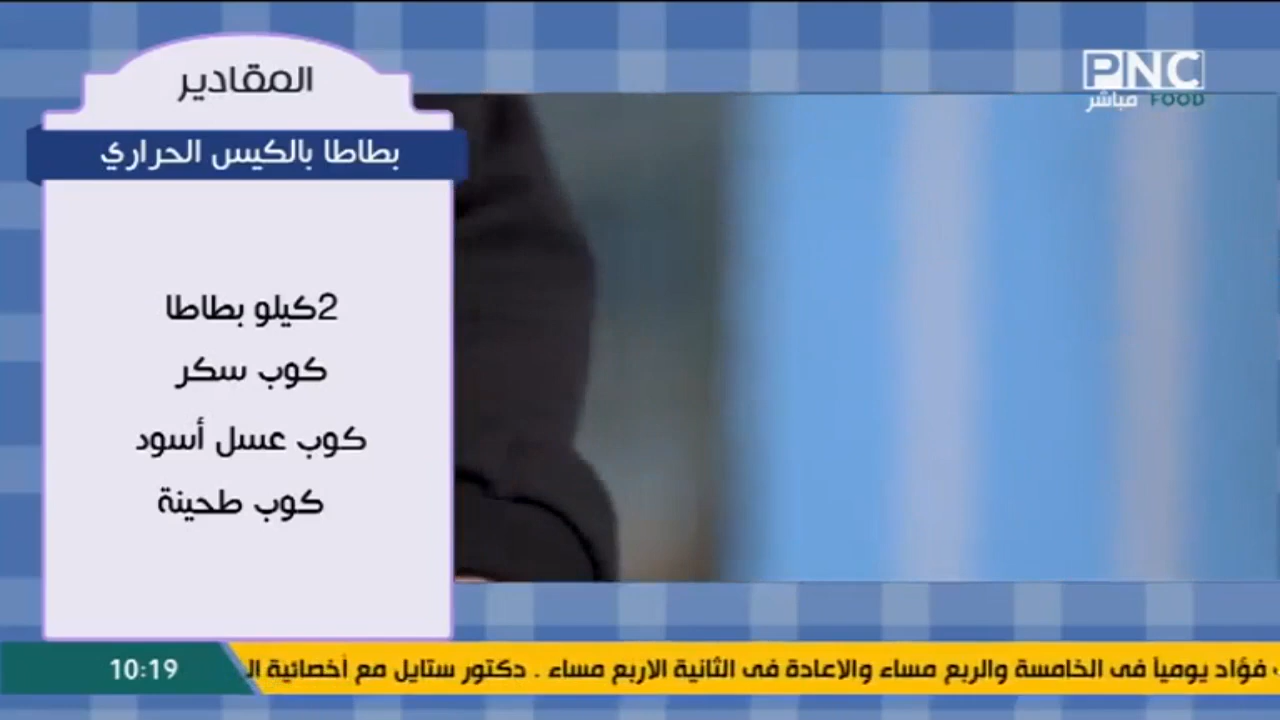 المقادير
PNC
مباشر FOOD
بطاطا بالكيس الحراري
2كيلو بطاطا
كوب سكر
كوب عسل أسود
كوب طحينة
فؤاد يومياً فى الخامسة والربع مساء والاعادة فى الثانية الاربع مساء . دكتور ستايل مع أخصائية
10:19